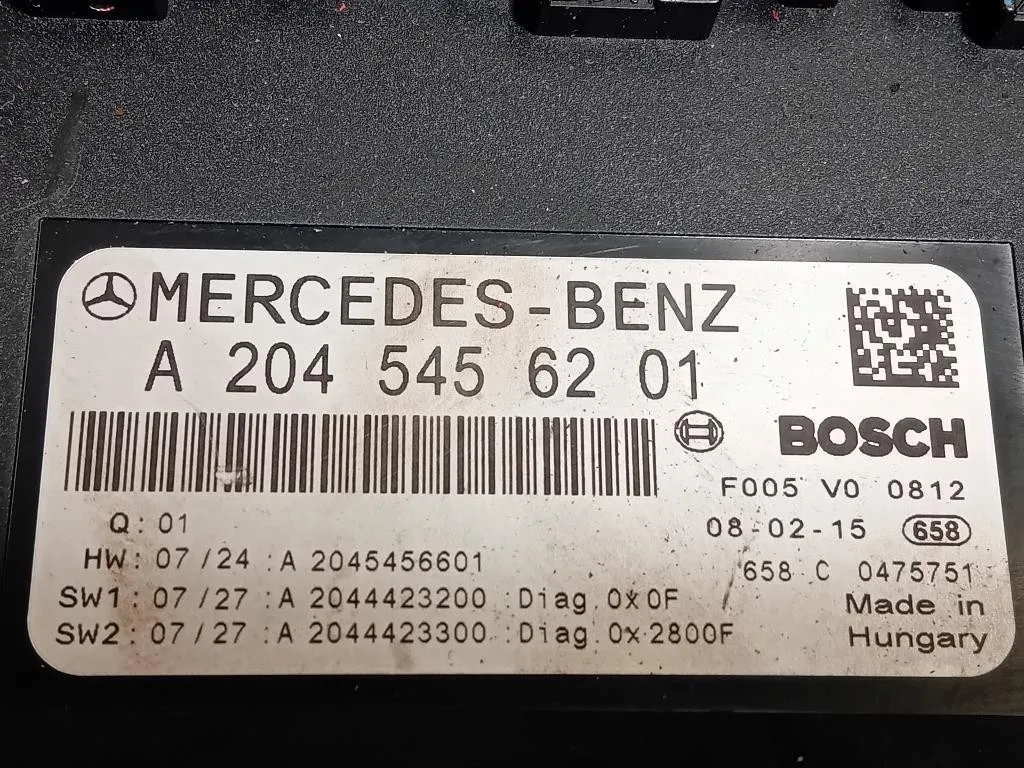 MERCEDES-BENZ
A 204 545 62 01
BOSCH
F005 V0 0812
Q: 01
08-02-15 658
HW: 07/24 :A 2045456601
658 C 0475751
SW1: 07/27 :A 2044423200 :Diag.0x0F
Made in
SW2: 07/27 :A 2044423300 :Diag.0x2800F
Hungary